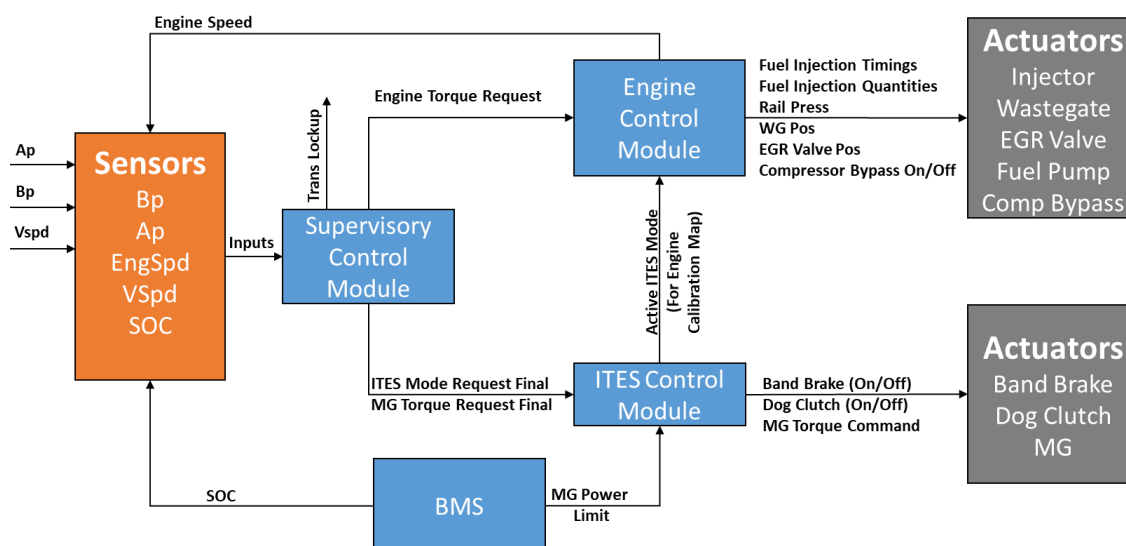 Engine Speed
Ap
Bp
Vspd
Sensors
Bp
Ap
EngSpd
VSpd
SOC
Inputs
Trans Lockup
Supervisory
Control
Module
Engine Torque Request
Engine
Control
Module
Fuel Injection Timings
Fuel Injection Quantities
Rail Press
WG Pos
EGR Valve Pos
Compressor Bypass On/Off
Actuators
Injector
Wastegate
EGR Valve
Fuel Pump
Comp Bypass
Active ITES Mode
(For Engine
Calibration Map)
ITES Mode Request Final
MG Torque Request Final
ITES Control
Module
Band Brake (On/Off)
Dog Clutch (On/Off)
MG Torque Command
Actuators
Band Brake
Dog Clutch
MG
SOC
BMS
MG Power
Limit